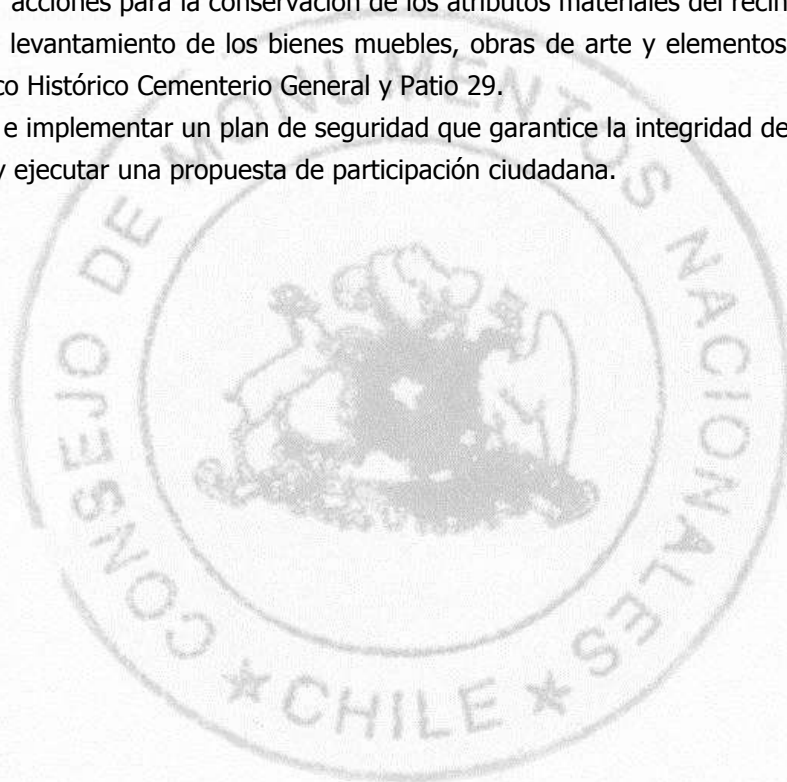 acciones para la conservación de los atributos materiales del recin
levantamiento de los bienes muebles, obras de arte y elementos
co Histórico Cementerio General y Patio 29.
e implementar un plan de seguridad que garantice la integridad de
y ejecutar una propuesta de participación ciudadana.
CONSEJO DE MONUMENTOS NACIONALES
★ CHILE ★